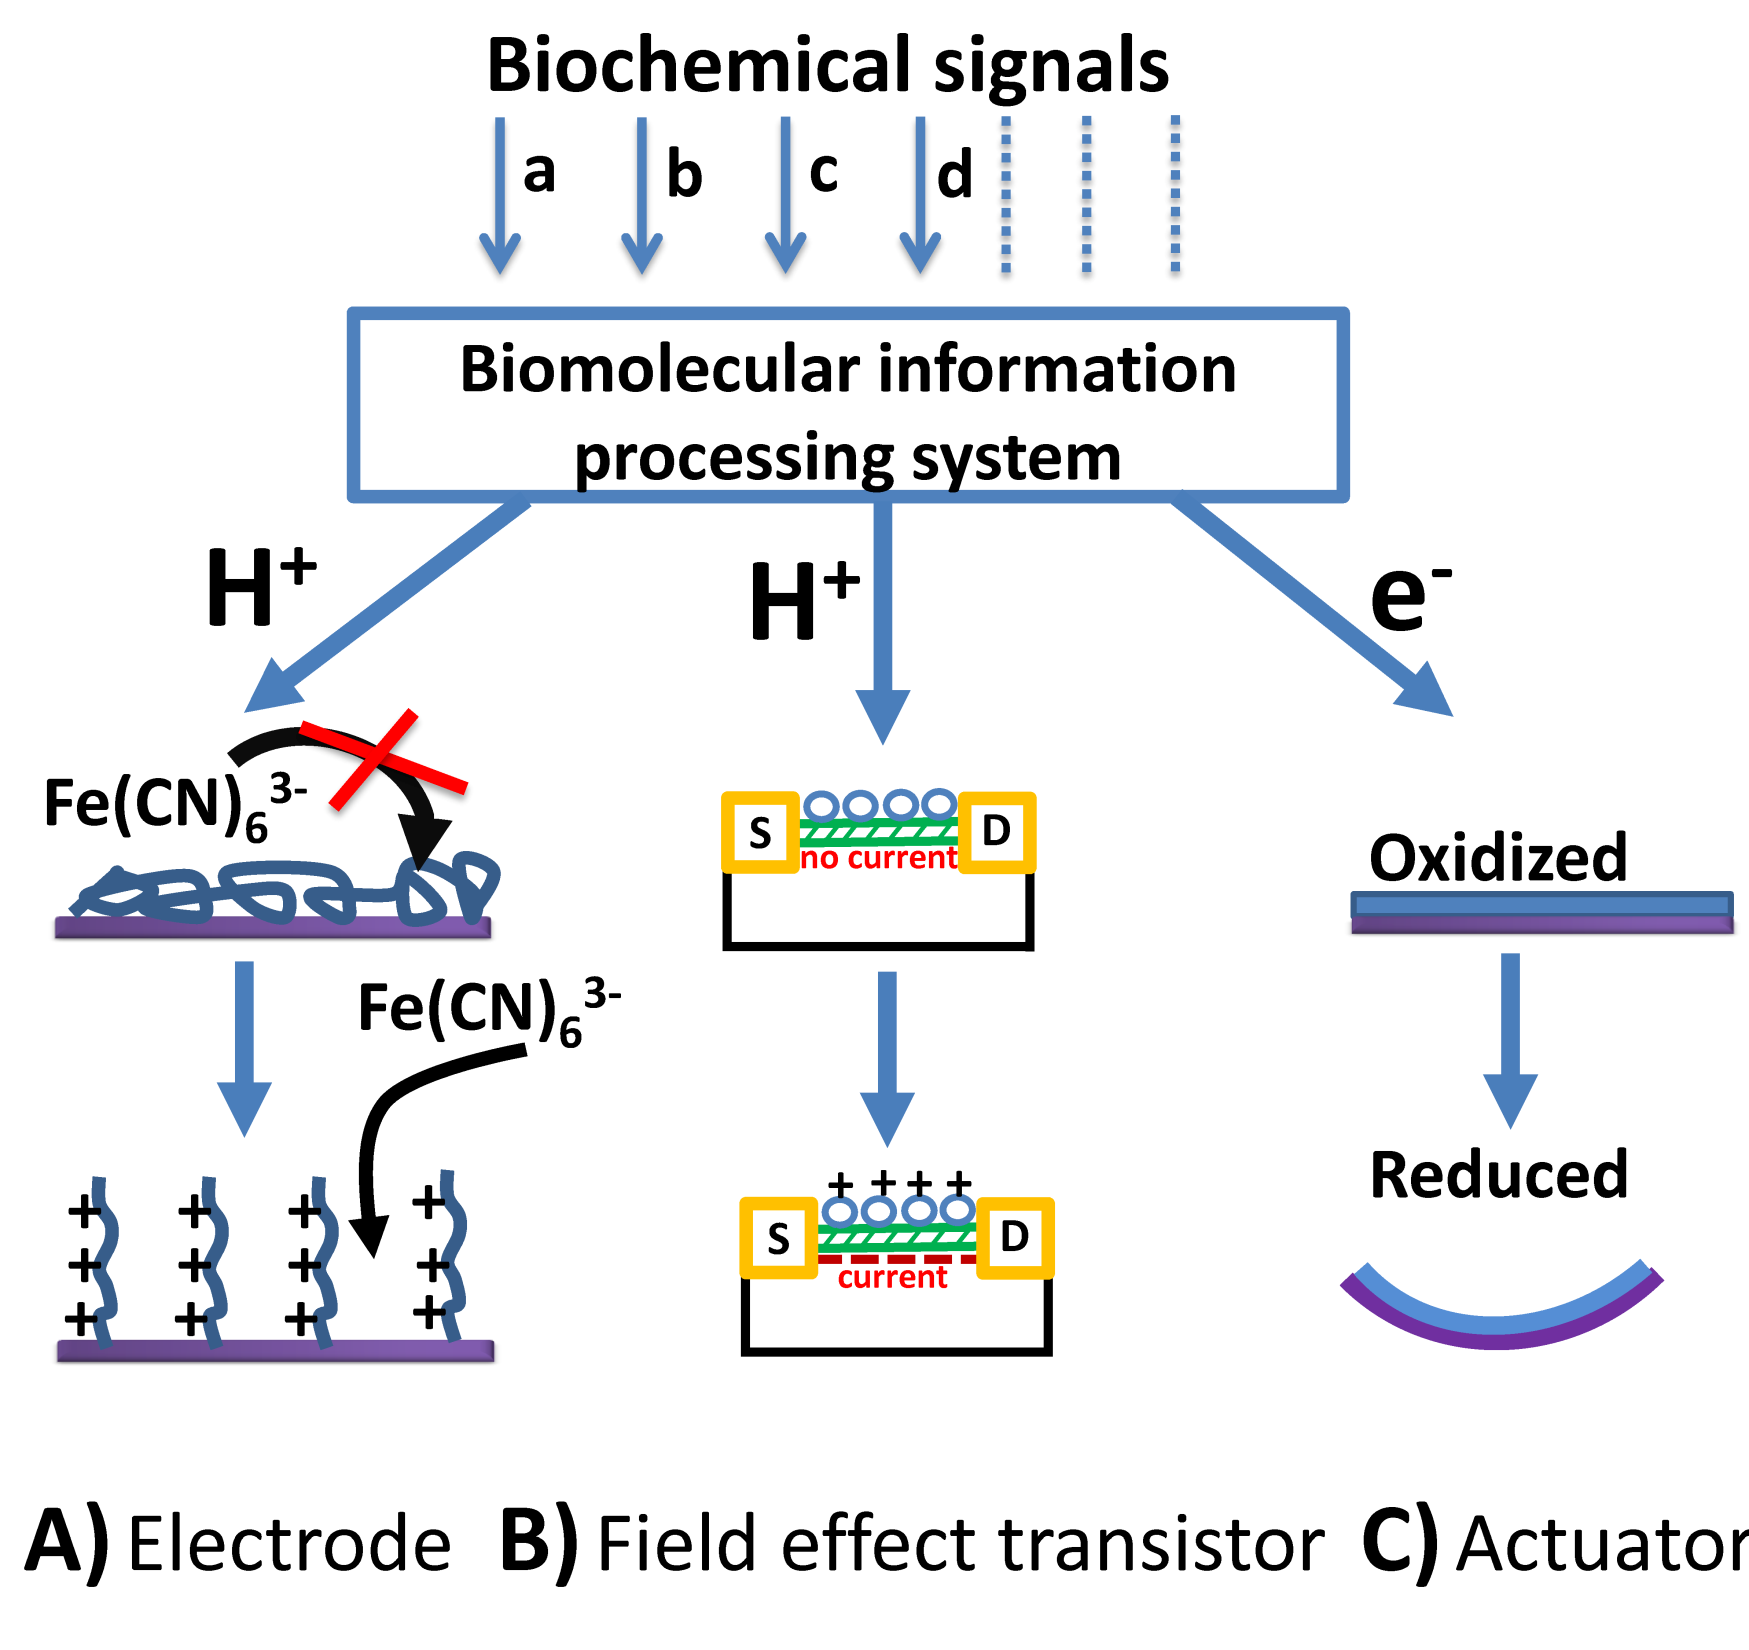 Biochemical signals
a b c d
Biomolecular information
processing system
H⁺ H⁺ e⁻
Fe(CN)₆³⁻
S D
no current
Oxidized
Fe(CN)₆³⁻
Reduced
+ + + +
+ + + +
S D
current
+ + + +
+ + + +
A) Electrode B) Field effect transistor C) Actuator